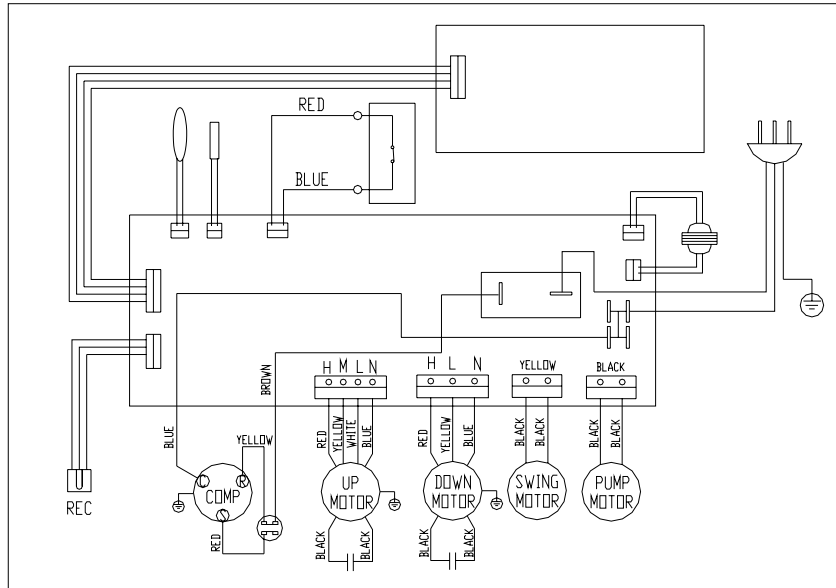 RED
BLUE
H M L N
H L N
YELLOW
BLACK
BROWN
BLUE
YELLOW
RED
YELLOW
WHITE
BLUE
RED
YELLOW
BLUE
BLACK
BLACK
BLACK
BLACK
REC
C
COMP
R
S
UP
MOTOR
DOWN
MOTOR
SWING
MOTOR
PUMP
MOTOR
RED
BLACK
BLACK
BLACK
BLACK